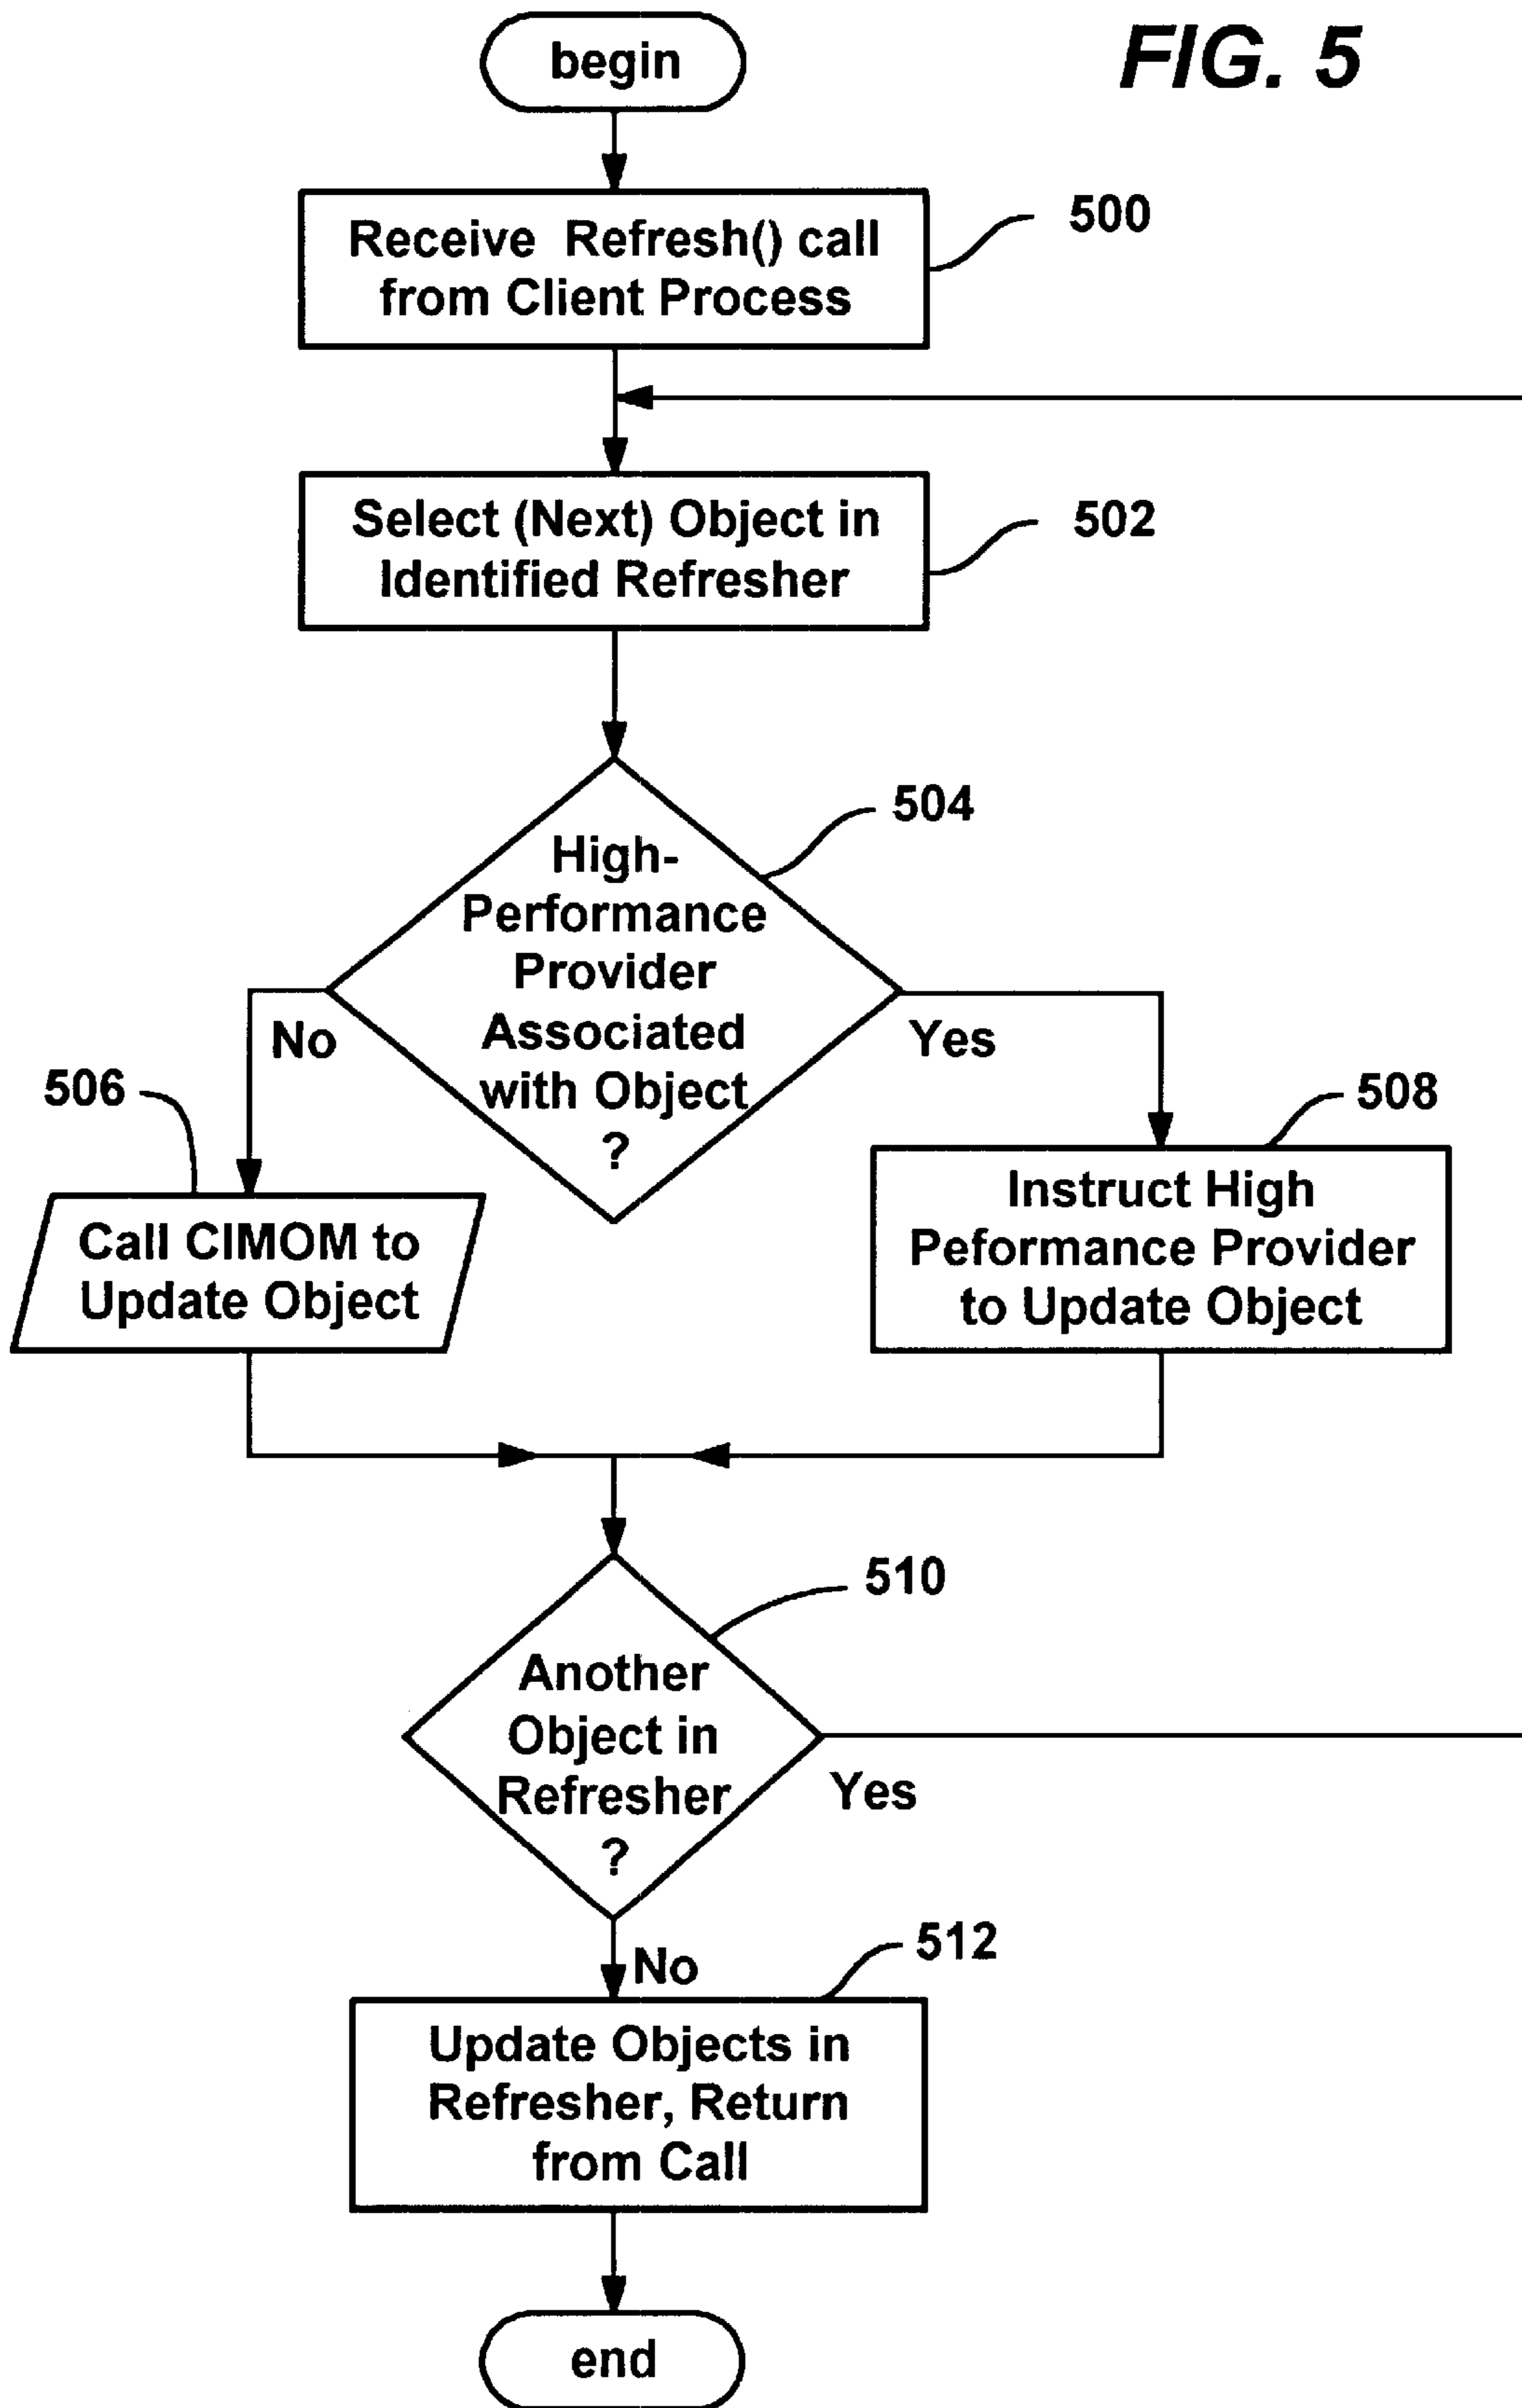 begin
FIG. 5
Receive Refresh() call
from Client Process
500
Select (Next) Object in
Identified Refresher
502
High-
Performance
Provider
Associated
with Object
?
504
No
Yes
506
Call CIMOM to
Update Object
508
Instruct High
Peformance Provider
to Update Object
510
Another
Object in
Refresher
?
Yes
No
512
Update Objects in
Refresher, Return
from Call
end